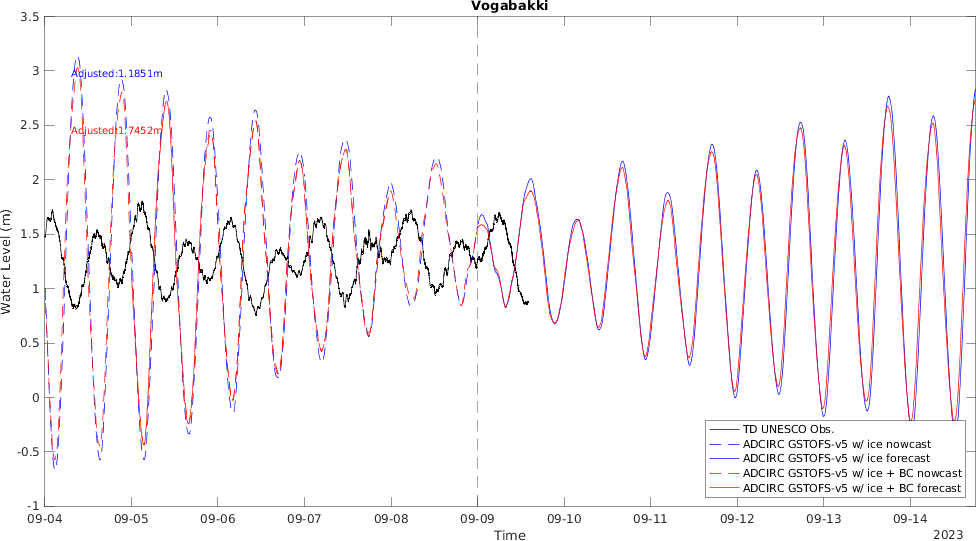 Vogabakki
3.5
3
2.5
2
1.5
1
0.5
0
-0.5
-1
Water Level (m)
Adjusted:1.1851m
Adjusted:1.7452m
TD UNESCO Obs.
ADCIRC GSTOFS-v5 w/ ice nowcast
ADCIRC GSTOFS-v5 w/ ice forecast
ADCIRC GSTOFS-v5 w/ ice + BC nowcast
ADCIRC GSTOFS-v5 w/ ice + BC forecast
09-04 09-05 09-06 09-07 09-08 09-09 09-10 09-11 09-12 09-13 09-14
Time
2023